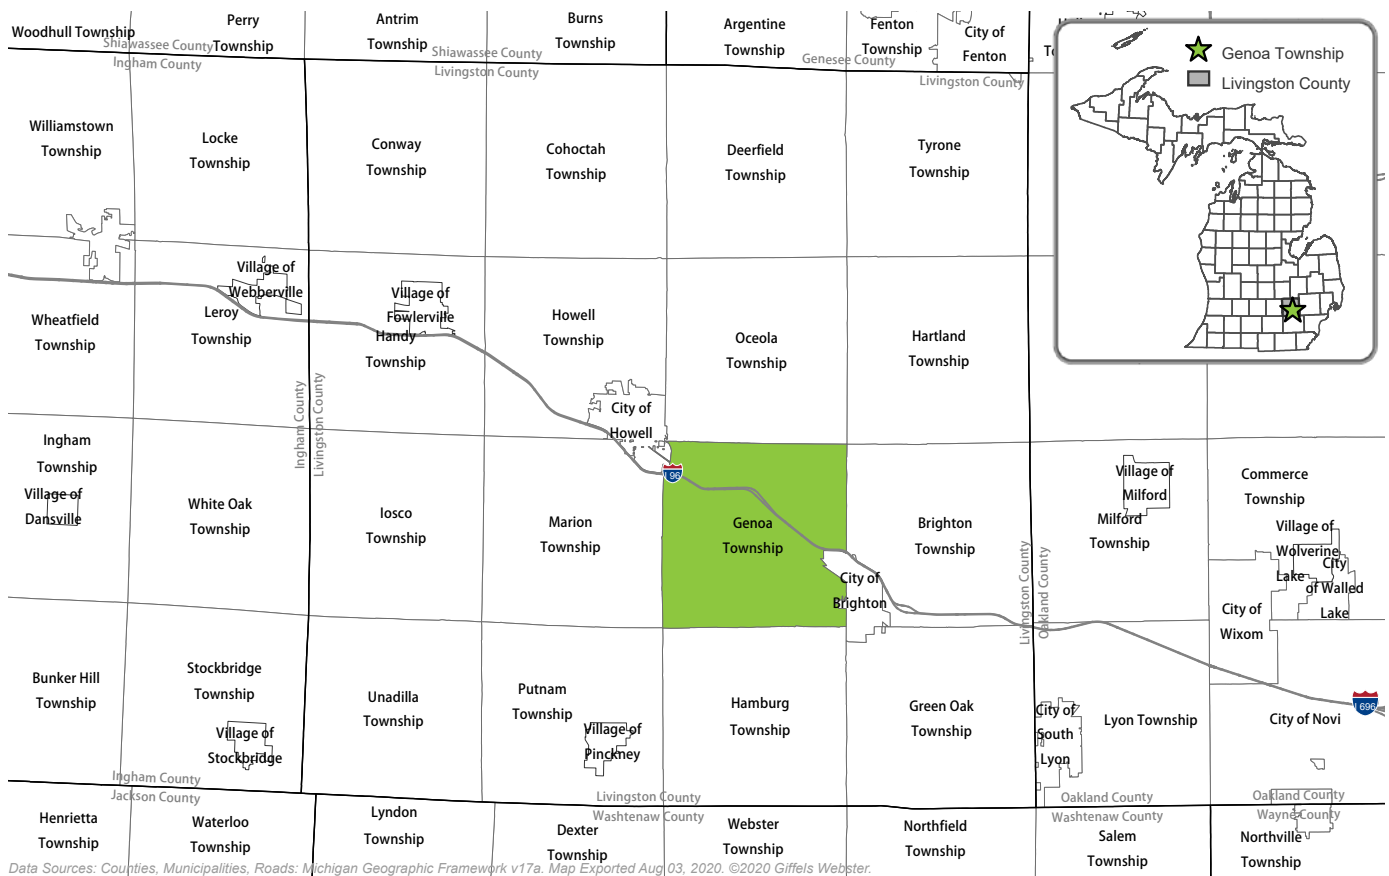 Woodhull Township
Perry
Township
Antrim
Township
Burns
Township
Argentine
Township
Fenton
Township
City of
Fenton
Shiawassee County
Ingham County
Shiawassee County
Livingston County
Genesee County
Livingston County
Genoa Township
Livingston County
Williamstown
Township
Locke
Township
Conway
Township
Cohoctah
Township
Deerfield
Township
Tyrone
Township
Village of
Webberville
Village of
Fowlerville
Wheatfield
Township
Leroy
Township
Handy
Township
Howell
Township
Oceola
Township
Hartland
Township
Ingham County
Livingston County
City of
Howell
I 96
Ingham
Township
Village of
Dansville
White Oak
Township
Iosco
Township
Marion
Township
Genoa
Township
Brighton
Township
City of
Brighton
Livingston County
Oakland County
Village of
Milford
Milford
Township
Commerce
Township
Village of
Wolverine
Lake
City
of Walled
Lake
City of
Wixom
Bunker Hill
Township
Stockbridge
Township
Village of
Stockbridge
Unadilla
Township
Putnam
Township
Village of
Pinckney
Hamburg
Township
Green Oak
Township
City of
South
Lyon
Lyon Township
City of Novi
I 696
Ingham County
Jackson County
Livingston County
Washtenaw County
Oakland County
Washtenaw County
Oakland County
Wayne County
Henrietta
Township
Waterloo
Township
Lyndon
Township
Dexter
Township
Webster
Township
Northfield
Township
Salem
Township
Northville
Township
Data Sources: Counties, Municipalities, Roads: Michigan Geographic Framework v17a. Map Exported Aug 03, 2020. ©2020 Giffels Webster.